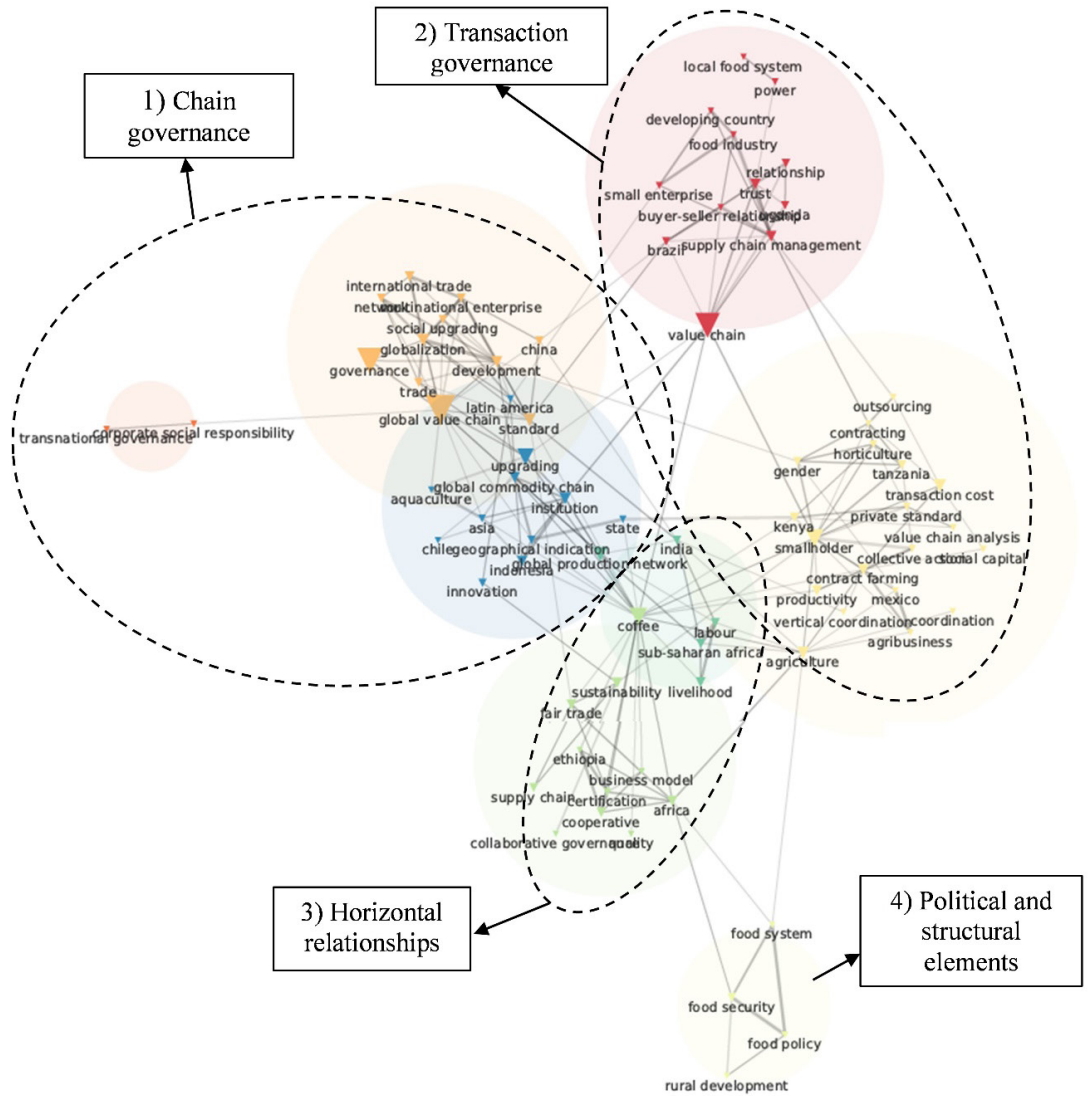 2) Transaction
governance
1) Chain
governance
local food system
power
developing country
food industry
relationship
small enterprise
trust
buyer-seller relationship
uganda
brazil
supply chain management
value chain
international trade
network
multinational enterprise
social upgrading
globalization
china
governance
development
trade
latin america
global value chain
standard
corporate social responsibility
transnational governance
upgrading
global commodity chain
aquaculture
institution
asia
state
chile
geographical indication
global production network
indonesia
innovation
india
outsourcing
contracting
horticulture
gender
tanzania
transaction cost
private standard
kenya
value chain analysis
smallholder
collective action
social capital
contract farming
productivity
mexico
vertical coordination
coordination
agribusiness
agriculture
coffee
labour
sub-saharan africa
sustainability
livelihood
fair trade
ethiopia
business model
supply chain
certification
africa
cooperative
collaborative governance
quality
3) Horizontal
relationships
4) Political and
structural
elements
food system
food security
food policy
rural development